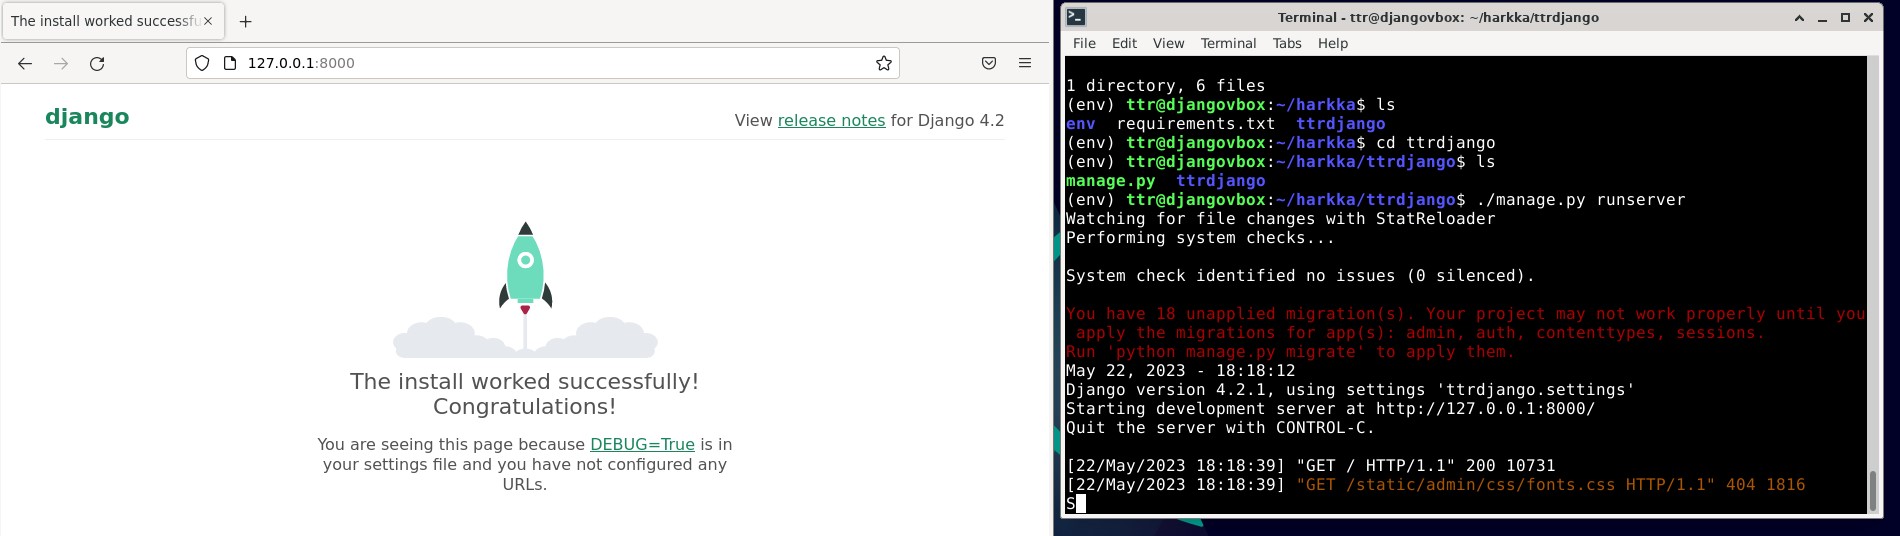 The install worked successfu
127.0.0.1:8000
django
View release notes for Django 4.2
The install worked successfully!
Congratulations!
You are seeing this page because DEBUG=True is in
your settings file and you have not configured any
URLs.
Terminal - ttr@djangovbox: ~/harkka/ttrdjango
File Edit View Terminal Tabs Help
1 directory, 6 files
(env) ttr@djangovbox:~/harkka$ ls
env  requirements.txt  ttrdjango
(env) ttr@djangovbox:~/harkka$ cd ttrdjango
(env) ttr@djangovbox:~/harkka/ttrdjango$ ls
manage.py  ttrdjango
(env) ttr@djangovbox:~/harkka/ttrdjango$ ./manage.py runserver
Watching for file changes with StatReloader
Performing system checks...
System check identified no issues (0 silenced).
You have 18 unapplied migration(s). Your project may not work properly until you
 apply the migrations for app(s): admin, auth, contenttypes, sessions.
Run 'python manage.py migrate' to apply them.
May 22, 2023 - 18:18:12
Django version 4.2.1, using settings 'ttrdjango.settings'
Starting development server at http://127.0.0.1:8000/
Quit the server with CONTROL-C.
[22/May/2023 18:18:39] "GET / HTTP/1.1" 200 10731
[22/May/2023 18:18:39] "GET /static/admin/css/fonts.css HTTP/1.1" 404 1816
S